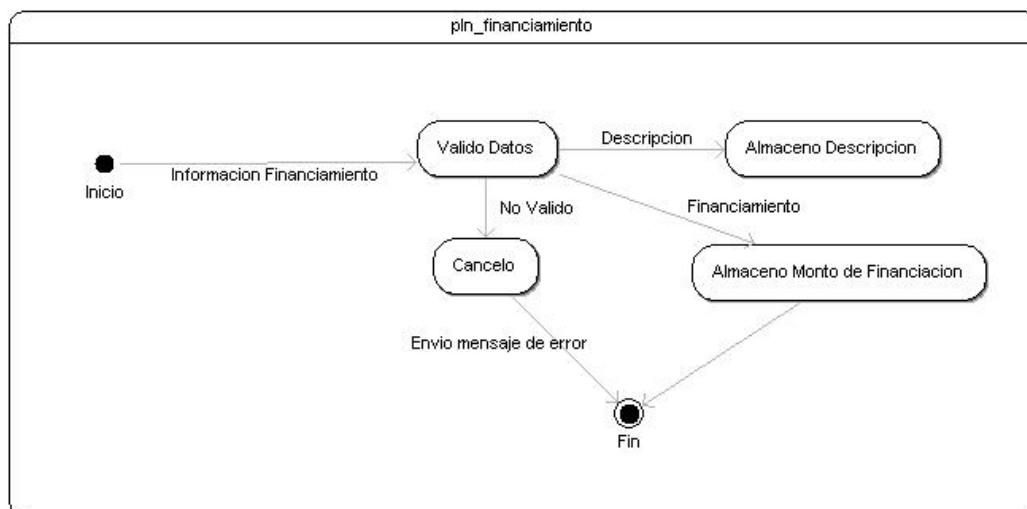 pln_financiamiento
Valido Datos
Descripcion
Almaceno Descripcion
Informacion Financiamiento
Inicio
No Valido
Financiamiento
Cancelo
Almaceno Monto de Financiacion
Envio mensaje de error
Fin